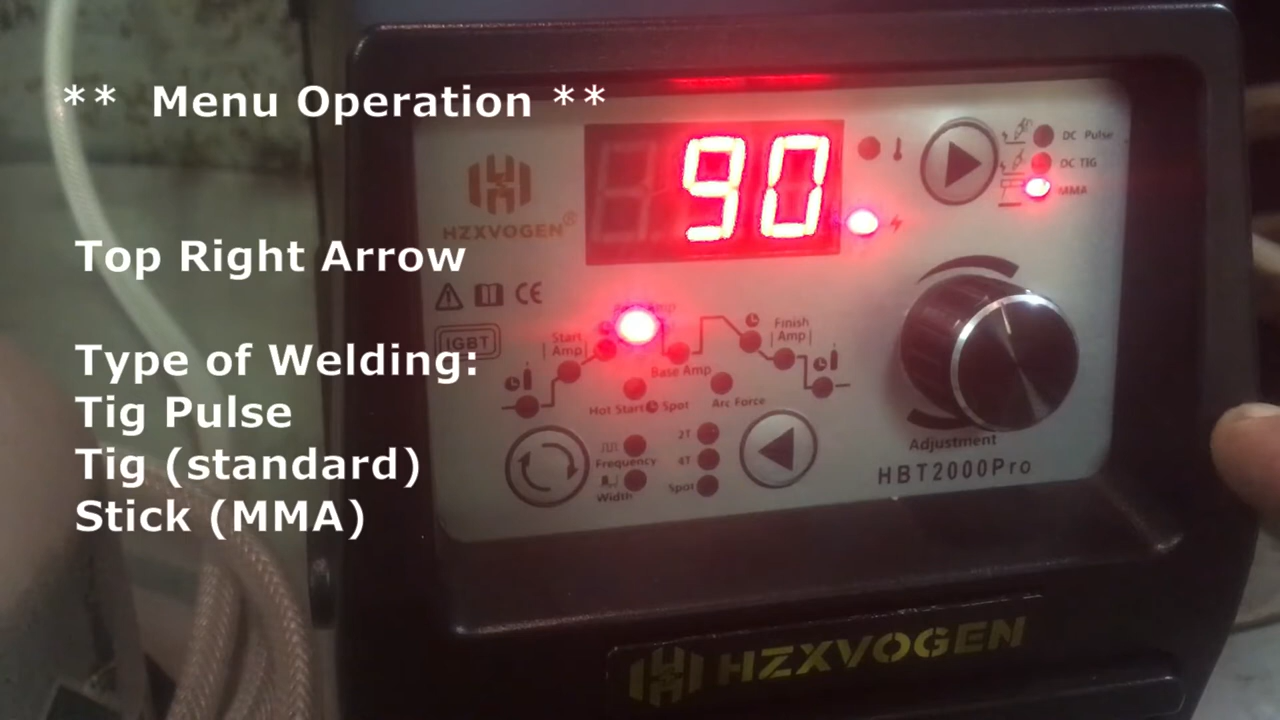 ** Menu Operation **
Top Right Arrow
Type of Welding:
Tig Pulse
Tig (standard)
Stick (MMA)
90
DC Pulse
DC TIG
MMA
HZXVOGEN®
CE
IGBT
Start
Amp
Amp
Finish
Amp
Base Amp
Hot Start
Spot
Arc Force
Frequency
Width
2T
4T
Spot
Adjustment
HBT2000Pro
HZXVOGEN